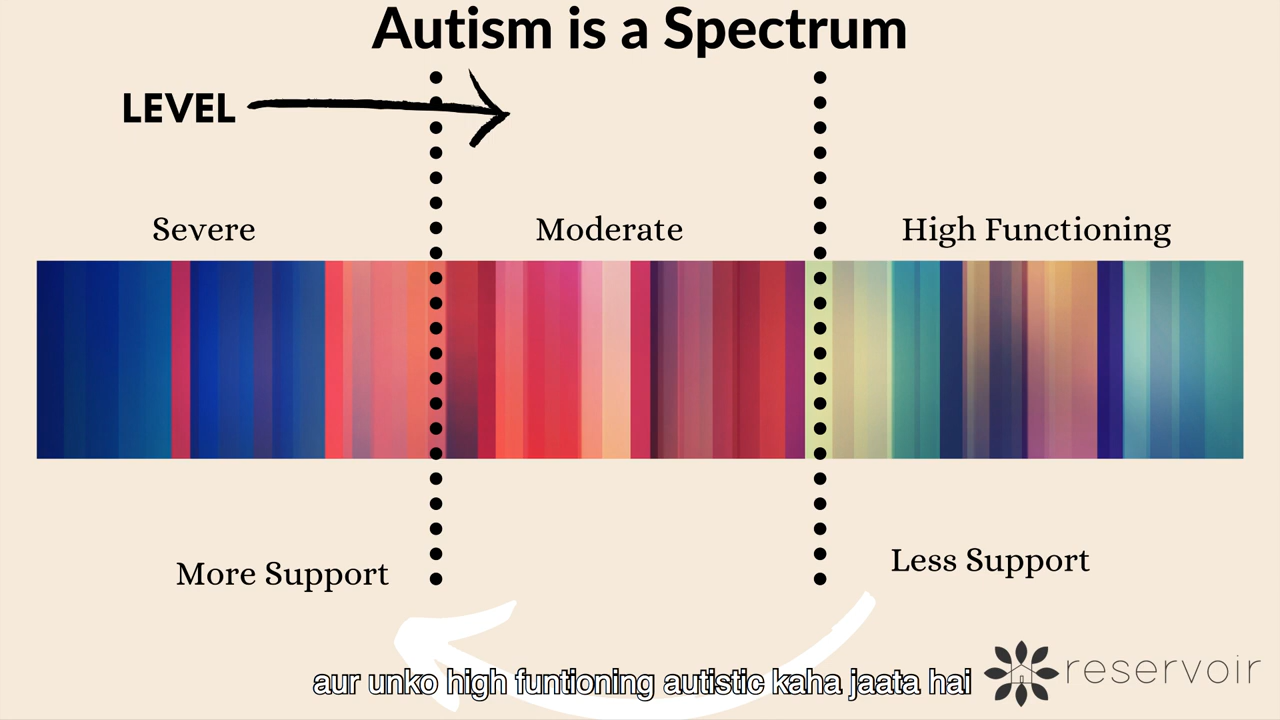 Autism is a Spectrum
LEVEL
Severe
Moderate
High Functioning
More Support
Less Support
aur unko high funtioning autistic kaha jaata hai
reservoir